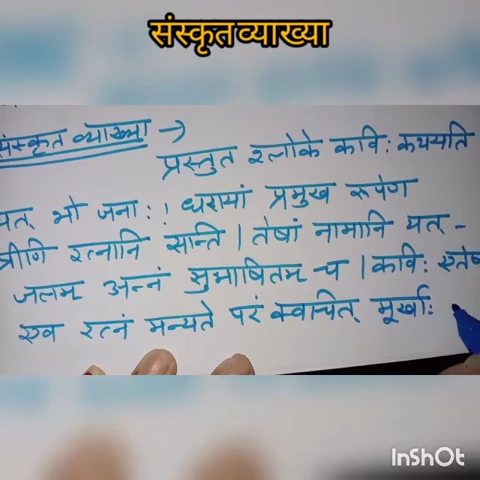 संस्कृत व्याख्या
संस्कृत व्याख्या →
प्रस्तुत श्लोके कविः कथयति
यत् भो जनाः! धरायां प्रमुख रूपेण
त्रीणि रत्नानि सन्ति। तेषां नामानि यत् -
जलम् अन्नं सुभाषितम् च। कविः एतेष
एव रत्नं मन्यते परं क्वाचित् मूर्खाः
InShOt